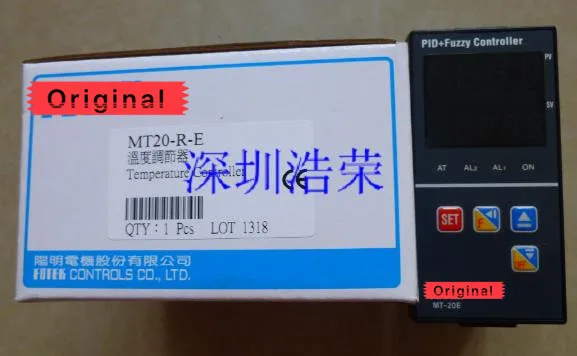 Original
MT20-R-E
溫度調節器
Temperature Controller
深圳浩荣
CE
QTY：1 Pcs LOT 1318
陽明電機股份有限公司
FOTEK CONTROLS CO., LTD.
PID+Fuzzy Controller
PV
SV
AT AL2 AL1 ON
SET
F
Original
MT-20E